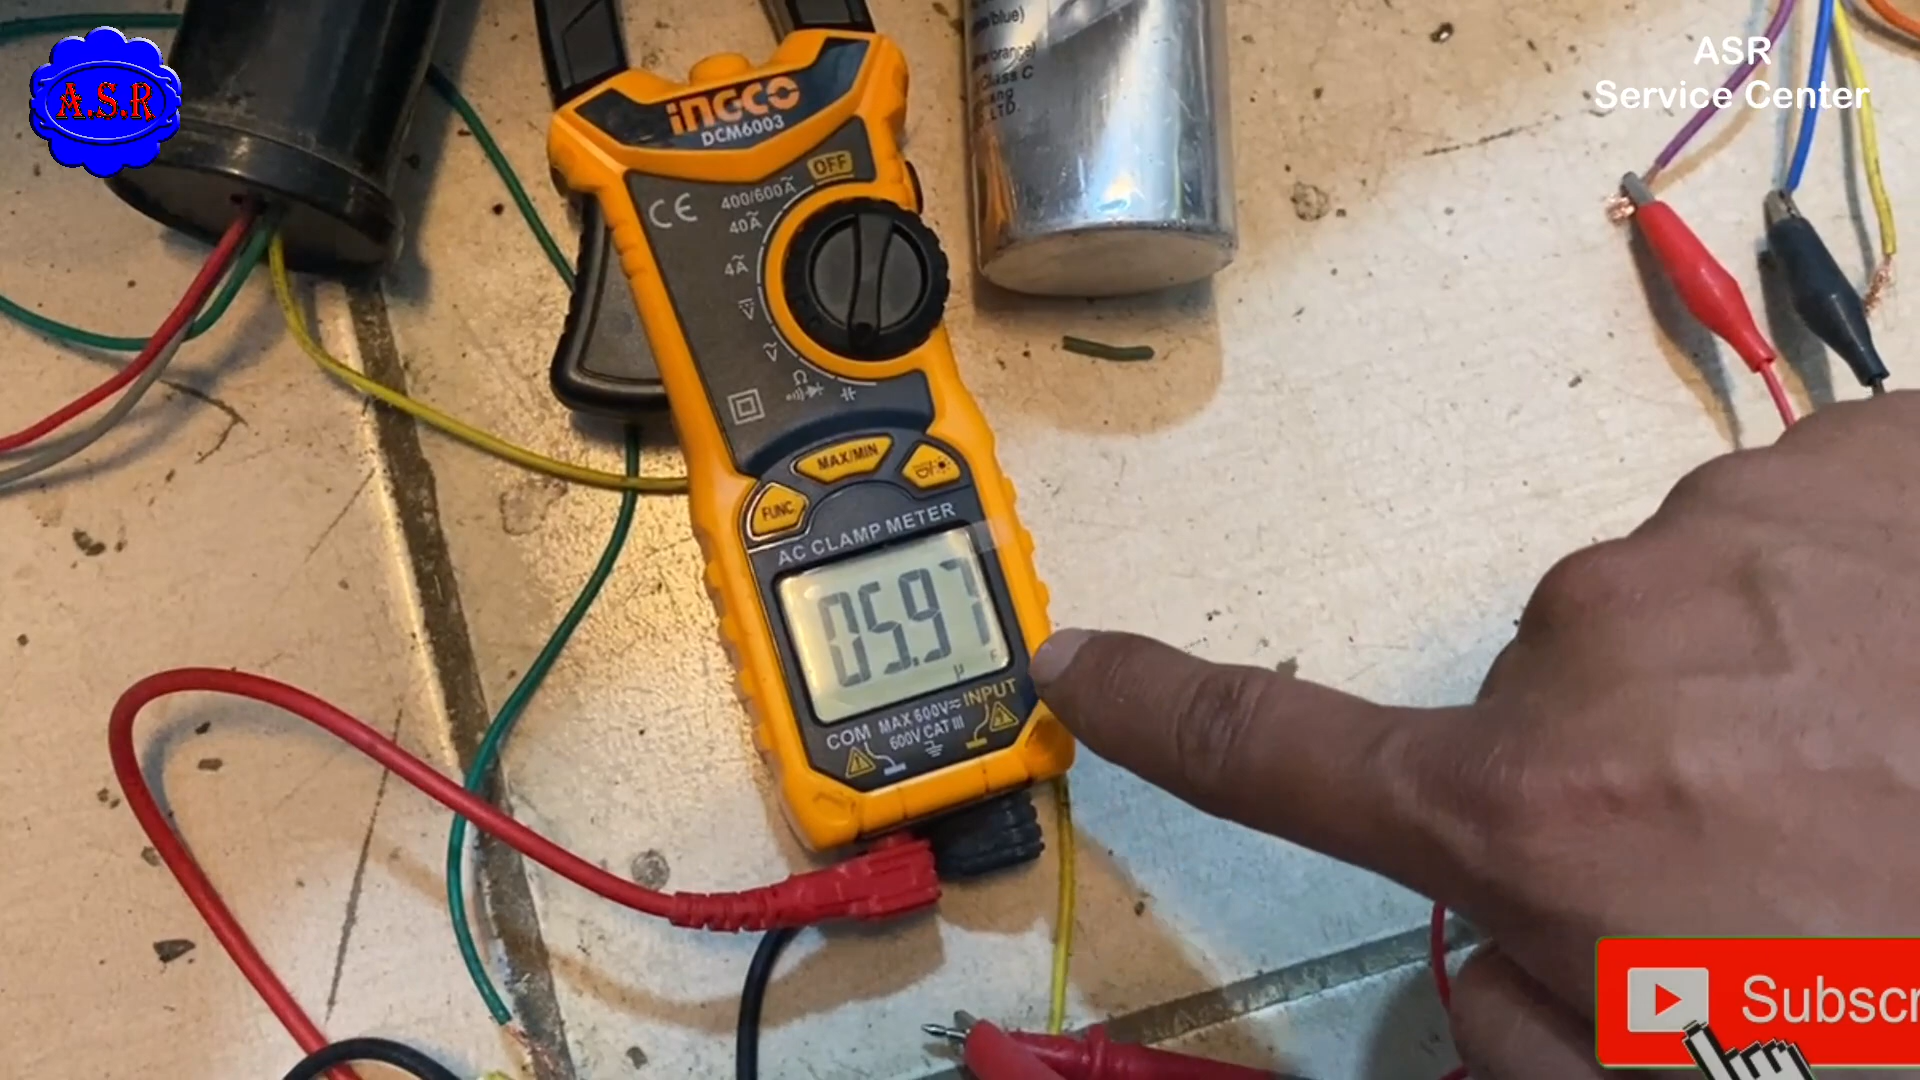 A.S.R
ASR
Service Center
/blue)
/orange)
Class C
ang
LTD.
INGCO
DCM6003
OFF
CE
400/600A
40A
4A
V
V
Ω
MAX/MIN
FUNC.
AC CLAMP METER
05.97
µ F
COM MAX 600V INPUT
600V CAT III
Subscr